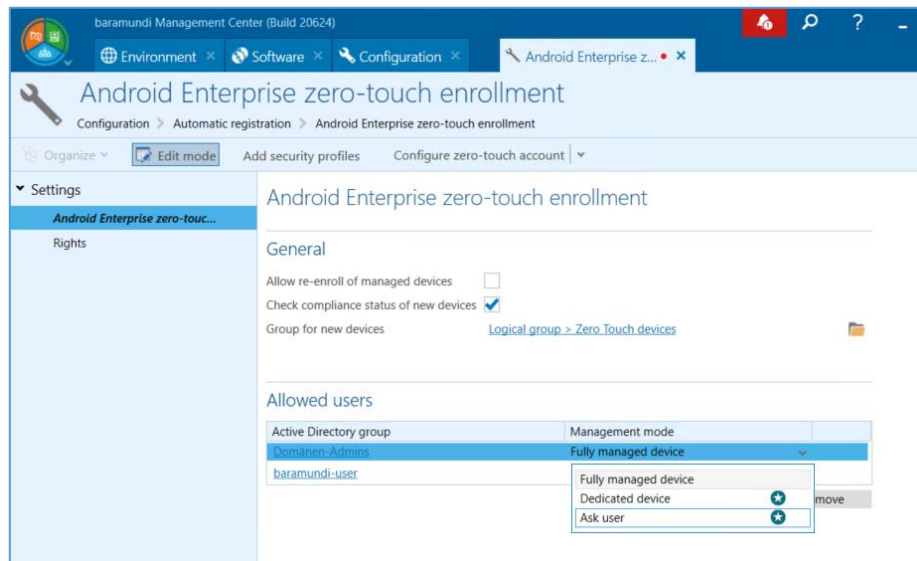 baramundi Management Center (Build 20624)
?
Environment × Software × Configuration × Android Enterprise z... • ×
Android Enterprise zero-touch enrollment
Configuration > Automatic registration > Android Enterprise zero-touch enrollment
Organize Edit mode Add security profiles Configure zero-touch account
Settings
Android Enterprise zero-touc...
Rights
Android Enterprise zero-touch enrollment
General
Allow re-enroll of managed devices
Check compliance status of new devices
Group for new devices Logical group > Zero Touch devices
Allowed users
Active Directory group Management mode
Domänen-Admins Fully managed device
baramundi-user
Fully managed device
Dedicated device move
Ask user